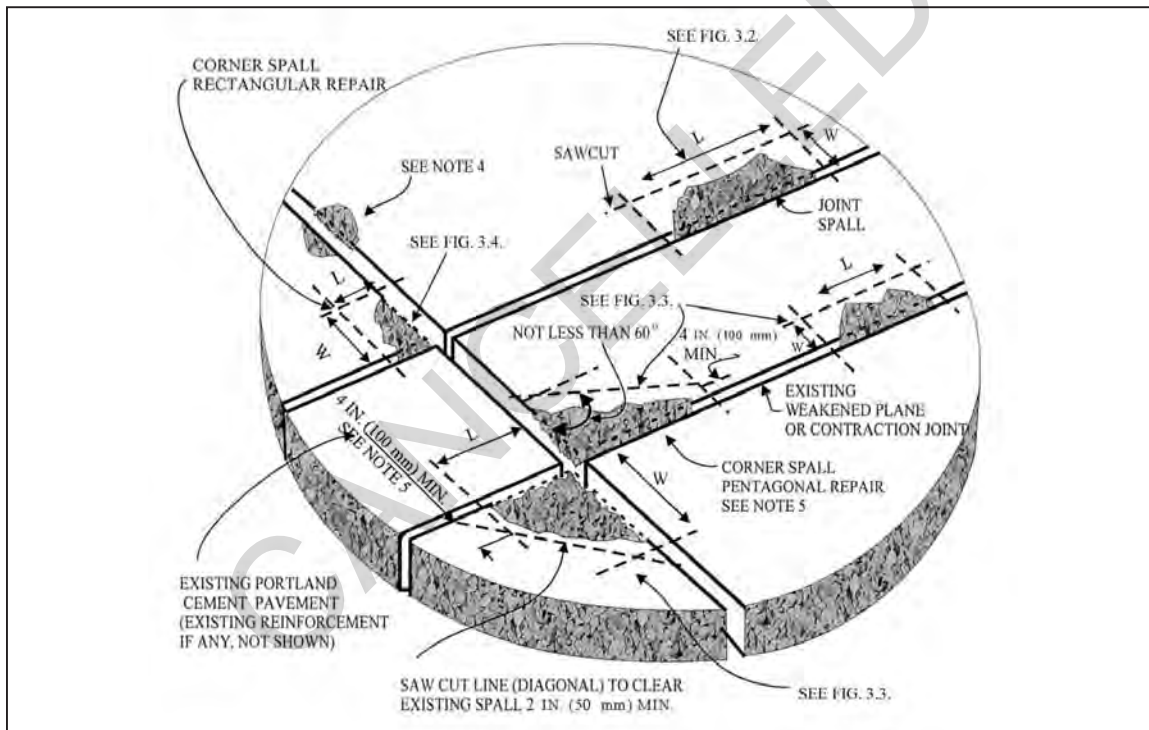 SEE FIG. 3.2.
CORNER SPALL
RECTANGULAR REPAIR
L
W
SAWCUT
SEE NOTE 4
JOINT
SPALL
SEE FIG. 3.4.
L
L
SEE FIG. 3.3.
NOT LESS THAN 60°
4 IN. (100 mm)
MIN.
W
W
EXISTING
WEAKENED PLANE
OR CONTRACTION JOINT
4 IN. (100 mm) MIN.
SEE NOTE 5
L
W
CORNER SPALL
PENTAGONAL REPAIR
SEE NOTE 5
EXISTING PORTLAND
CEMENT PAVEMENT
(EXISTING REINFORCEMENT
IF ANY, NOT SHOWN)
SAW CUT LINE (DIAGONAL) TO CLEAR
EXISTING SPALL 2 IN. (50 mm) MIN.
SEE FIG. 3.3.
CANCELED